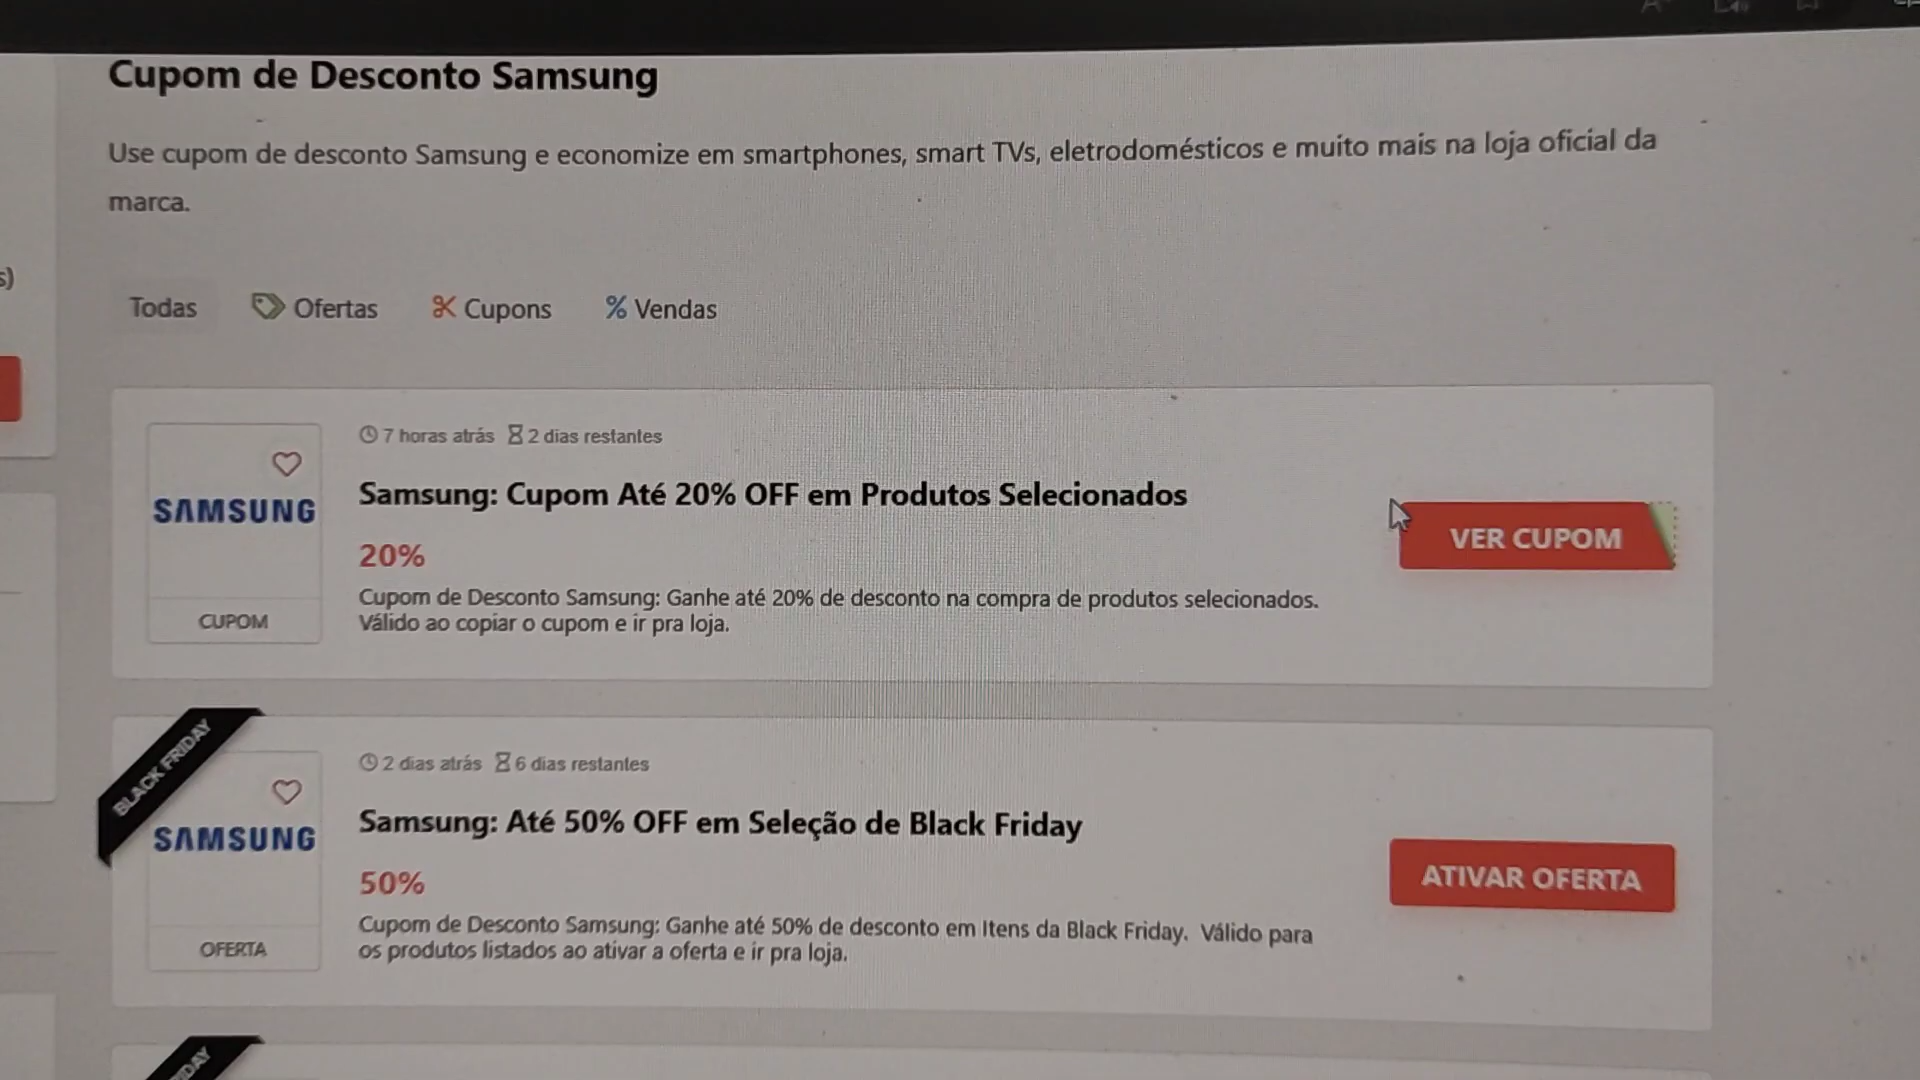 Cupom de Desconto Samsung
Use cupom de desconto Samsung e economize em smartphones, smart TVs, eletrodomésticos e muito mais na loja oficial da
marca.
s)
Todas Ofertas Cupons % Vendas
7 horas atrás 2 dias restantes
SAMSUNG
CUPOM
Samsung: Cupom Até 20% OFF em Produtos Selecionados
20%
Cupom de Desconto Samsung: Ganhe até 20% de desconto na compra de produtos selecionados.
Válido ao copiar o cupom e ir pra loja.
VER CUPOM
BLACK FRIDAY
SAMSUNG
OFERTA
2 dias atrás 6 dias restantes
Samsung: Até 50% OFF em Seleção de Black Friday
50%
Cupom de Desconto Samsung: Ganhe até 50% de desconto em Itens da Black Friday. Válido para
os produtos listados ao ativar a oferta e ir pra loja.
ATIVAR OFERTA
IDAY